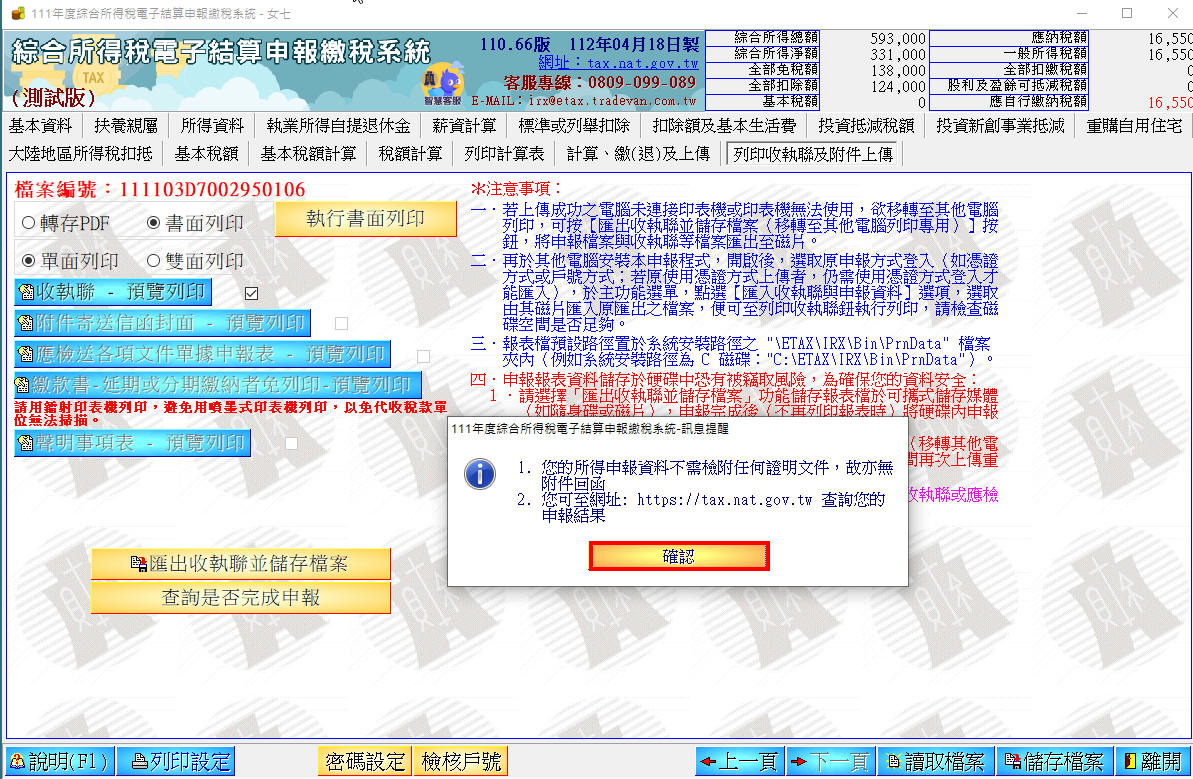 111年度綜合所得稅電子結算申報繳稅系統 - 女七
綜合所得稅電子結算申報繳稅系統
TAX
(測試版)
110.66版 112年04月18日製
網址：tax.nat.gov.tw
客服專線：0809-099-089
E-MAIL：irx@etax.tradevan.com.tw
智慧客服
綜合所得總額 593,000 應納稅額 16,550
綜合所得淨額 331,000 一般所得稅額 16,550
全部免稅額 138,000 全部扣繳稅額 0
全部扣除額 124,000 股利及盈餘可抵減稅額 0
基本稅額 0 應自行繳納稅額 16,550
基本資料 扶養親屬 所得資料 執業所得自提退休金 薪資計算 標準或列舉扣除 扣除額及基本生活費 投資抵減稅額 投資新創事業抵減 重購自用住宅
大陸地區所得稅扣抵 基本稅額 基本稅額計算 稅額計算 列印計算表 計算、繳(退)及上傳 列印收執聯及附件上傳
檔案編號：111103D7002950106
轉存PDF 書面列印 執行書面列印
單面列印 雙面列印
收執聯 - 預覽列印
附件寄送信函封面 - 預覽列印
應檢送各項文件單據申報表 - 預覽列印
繳款書-延期或分期繳納者免列印-預覽列印
請用鐳射印表機列印，避免用噴墨式印表機列印，以免代收稅款單
位無法掃描。
聲明事項表 - 預覽列印
匯出收執聯並儲存檔案
查詢是否完成申報
※注意事項：
一．若上傳成功之電腦未連接印表機或印表機無法使用，欲移轉至其他電腦
列印，可按［匯出收執聯並儲存檔案（移轉至其他電腦列印專用）］按
鈕，將申報檔案與收執聯等檔案匯出至磁片。
二．再於其他電腦安裝本申報程式，開啟後，選取原申報方式登入（如憑證
方式或戶號方式；若原使用憑證方式上傳者，仍需使用憑證方式登入才
能匯入），於主功能選單，點選［匯入收執聯與申報資料］選項，選取
由其磁片匯入原匯出之檔案，便可至列印收執聯鈕執行列印，請檢查磁
碟空間是否足夠。
三．報表檔預設路徑置於系統安裝路徑之 "\ETAX\IRX\Bin\PrnData" 檔案
夾內（例如系統安裝路徑為 C 磁碟："C:\ETAX\IRX\Bin\PrnData"）。
四．申報報表資料儲存於硬碟中恐有被竊取風險，為確保您的資料安全：
1．請選擇「匯出收執聯並儲存檔案」功能儲存報表檔於可攜式儲存媒體
（如隨身碟或磁片），申報完成後（不再列印報表時）將硬碟內申報
（移轉其他電
間再次上傳重
收執聯或應檢
111年度綜合所得稅電子結算申報繳稅系統-訊息提醒
1. 您的所得申報資料不需檢附任何證明文件，故亦無
附件回函
2. 您可至網址: https://tax.nat.gov.tw 查詢您的
申報結果
確認
說明(F1) 列印設定 密碼設定 檢核戶號 上一頁 下一頁 讀取檔案 儲存檔案 離開